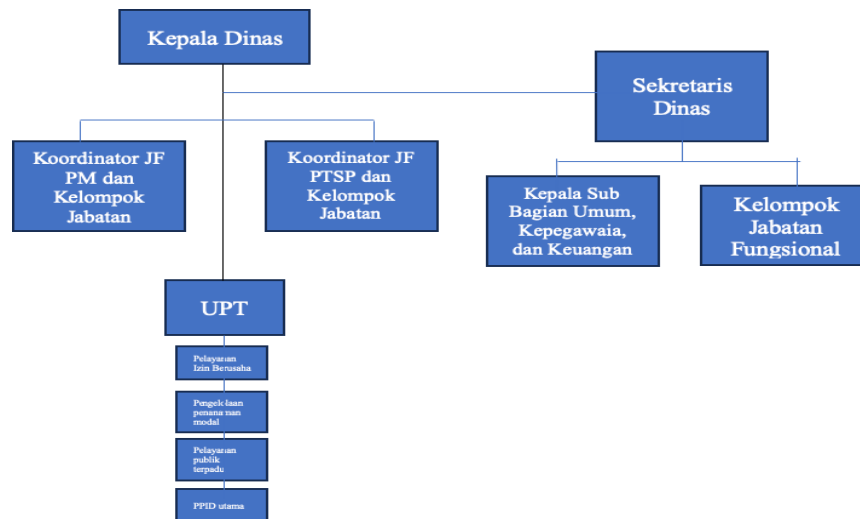 Kepala Dinas
Sekretaris
Dinas
Koordinator JF
PM dan
Kelompok
Jabatan
Koordinator JF
PTSP dan
Kelompok
Jabatan
Kepala Sub
Bagian Umum,
Kepegawaia,
dan Keuangan
Kelompok
Jabatan
Fungsional
UPT
Pelayanan
Izin Berusaha
penanaman
modal
Pelayanan
publik
terpadu
PPID utama